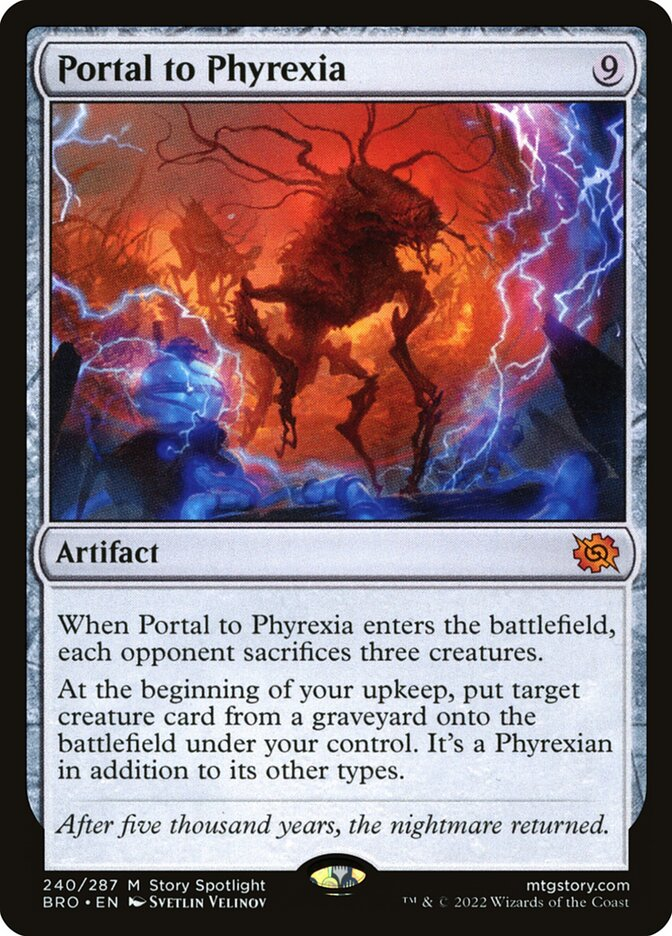 Portal to Phyrexia 9
Artifact
When Portal to Phyrexia enters the battlefield,
each opponent sacrifices three creatures.
At the beginning of your upkeep, put target
creature card from a graveyard onto the
battlefield under your control. It's a Phyrexian
in addition to its other types.
After five thousand years, the nightmare returned.
240/287 M Story Spotlight mtgstory.com
BRO • EN Svetlin Velinov ™ & © 2022 Wizards of the Coast